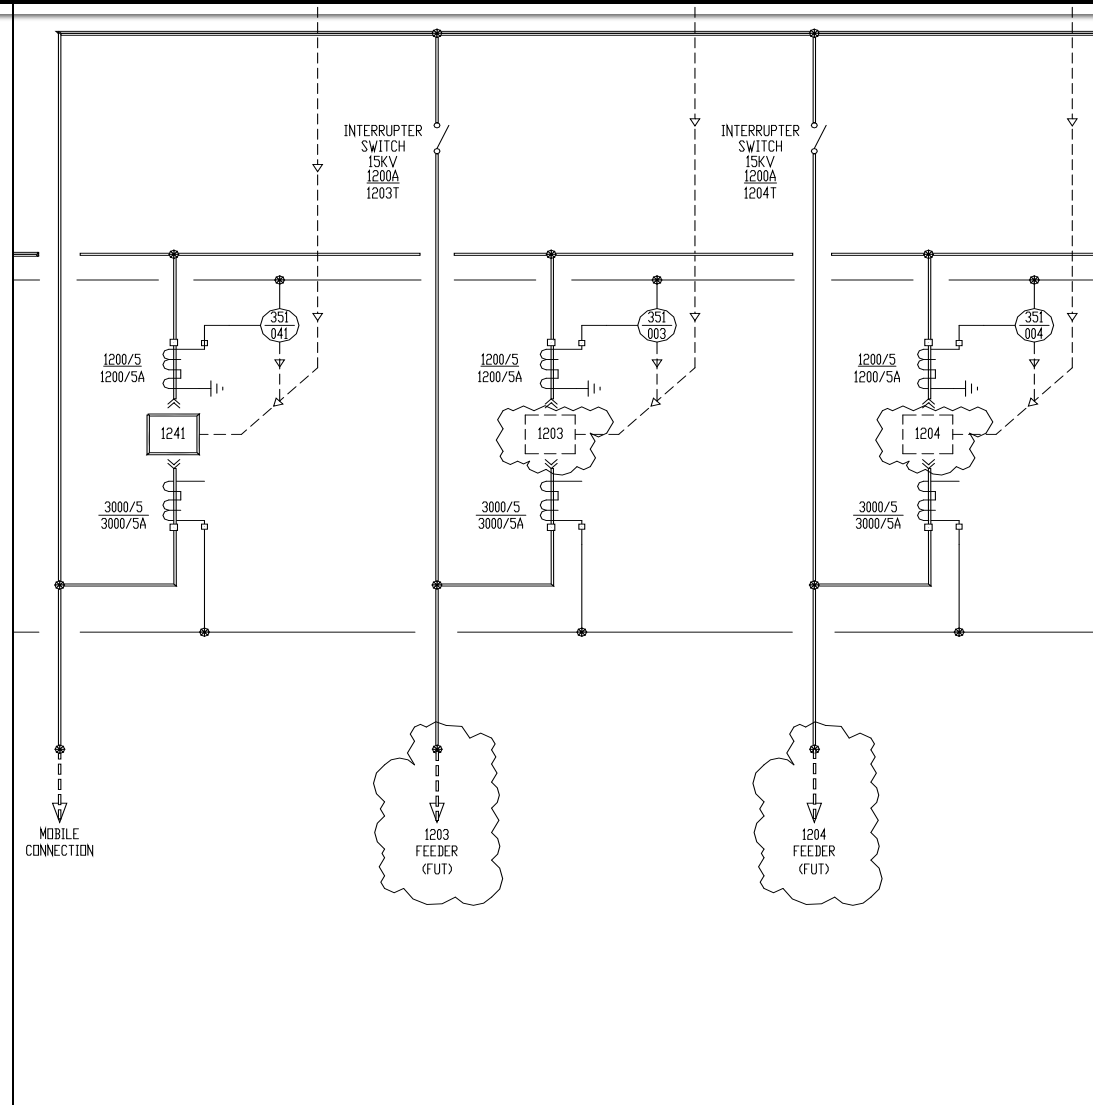 INTERRUPTER
SWITCH
15KV
1200A
1203T
INTERRUPTER
SWITCH
15KV
1200A
1204T
351
041
351
003
351
004
1200/5
1200/5A
1200/5
1200/5A
1200/5
1200/5A
1241
1203
1204
3000/5
3000/5A
3000/5
3000/5A
3000/5
3000/5A
MOBILE
CONNECTION
1203
FEEDER
(FUT)
1204
FEEDER
(FUT)